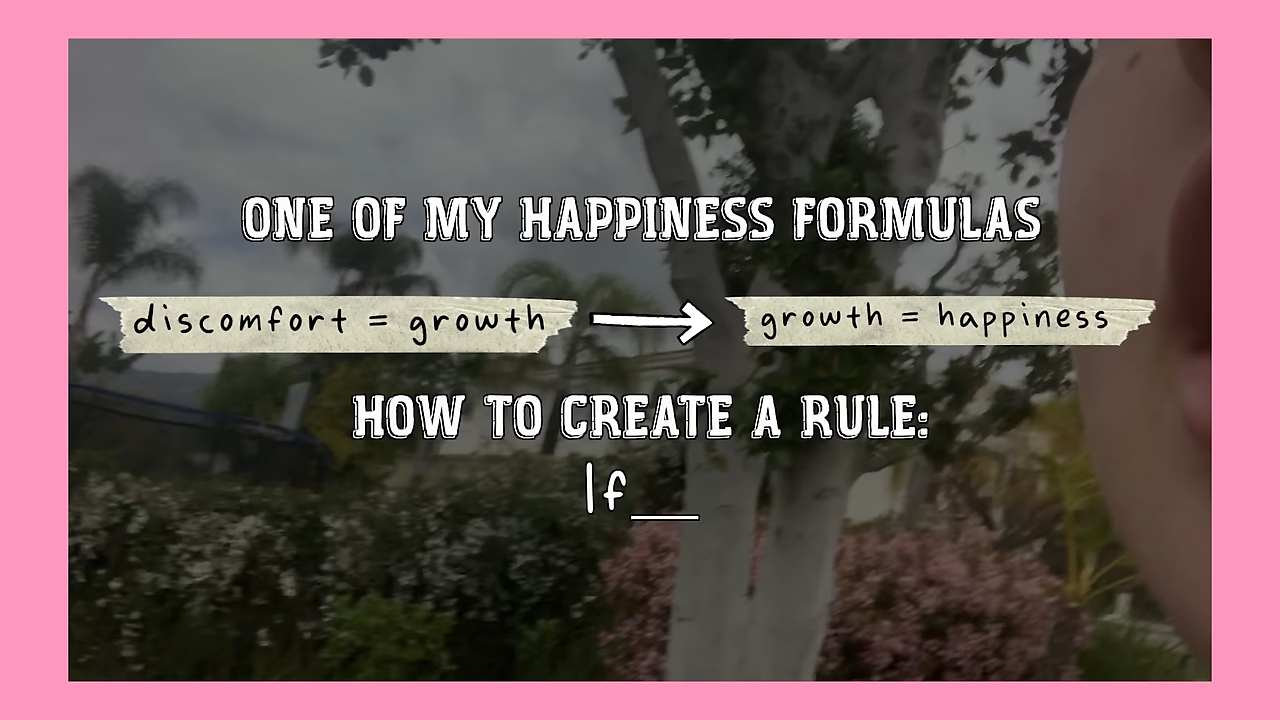 ONE OF MY HAPPINESS FORMULAS
discomfort = growth → growth = happiness
HOW TO CREATE A RULE:
If__